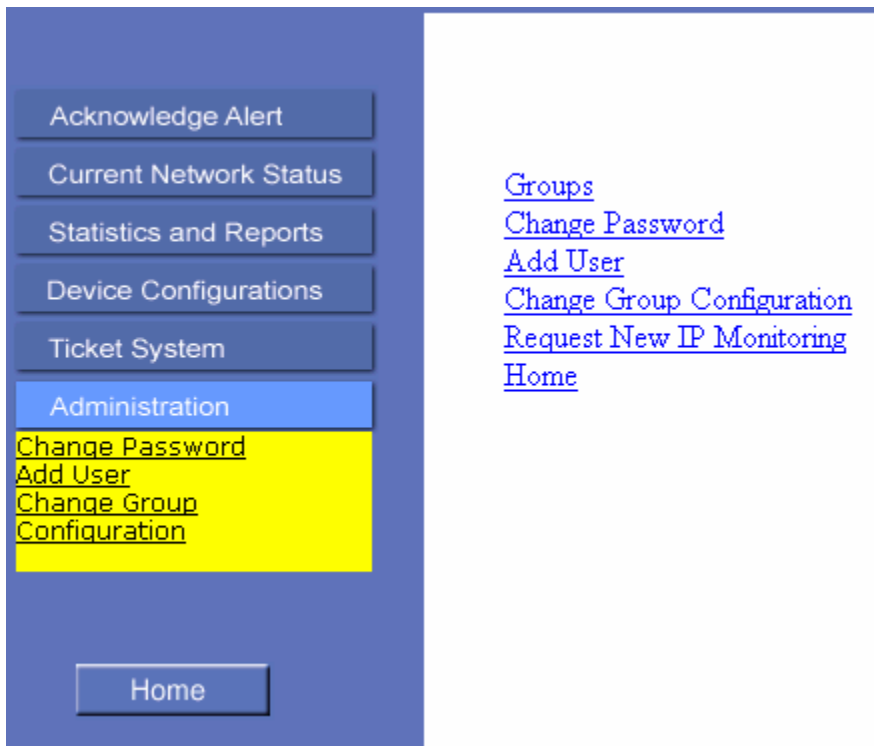 Acknowledge Alert
Current Network Status
Statistics and Reports
Device Configurations
Ticket System
Administration
Change Password
Add User
Change Group
Configuration
Home
Groups
Change Password
Add User
Change Group Configuration
Request New IP Monitoring
Home